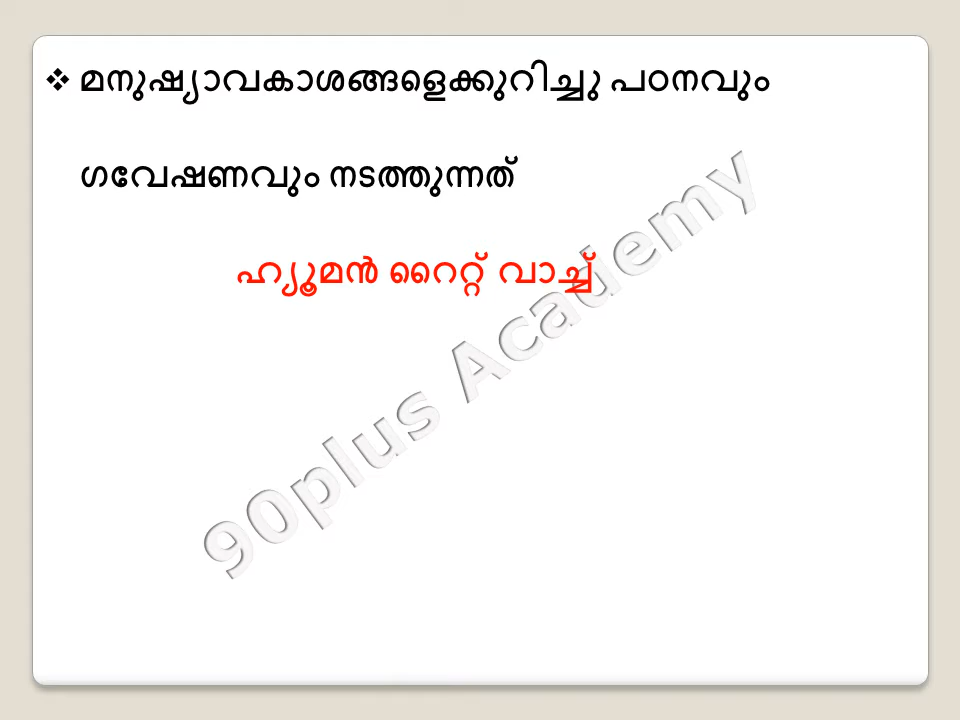 ❖ മനുഷ്യാവകാശങ്ങളെക്കുറിച്ചു പഠനവും
ഗവേഷണവും നടത്തുന്നത്
ഹ്യൂമൻ റൈറ്റ് വാച്ച്
90plus Academy